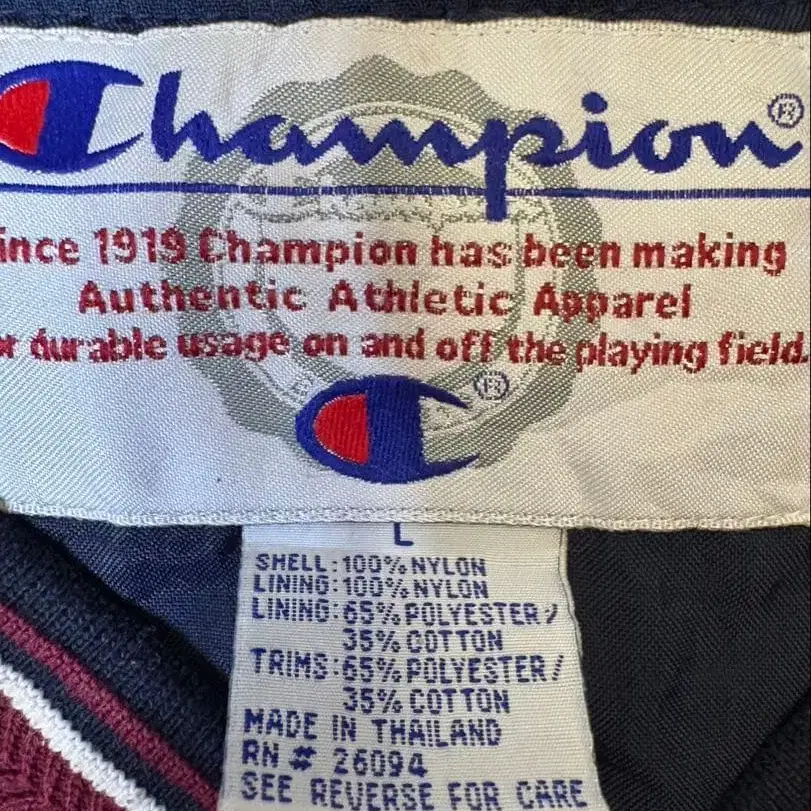 Champion®
ince 1919 Champion has been making
Authentic Athletic Apparel
r durable usage on and off the playing field.
®
L
SHELL:100%NYLON
LINING:100%NYLON
LINING:65%POLYESTER/
35%COTTON
TRIMS:65%POLYESTER/
35%COTTON
MADE IN THAILAND
RN # 26094
SEE REVERSE FOR CARE